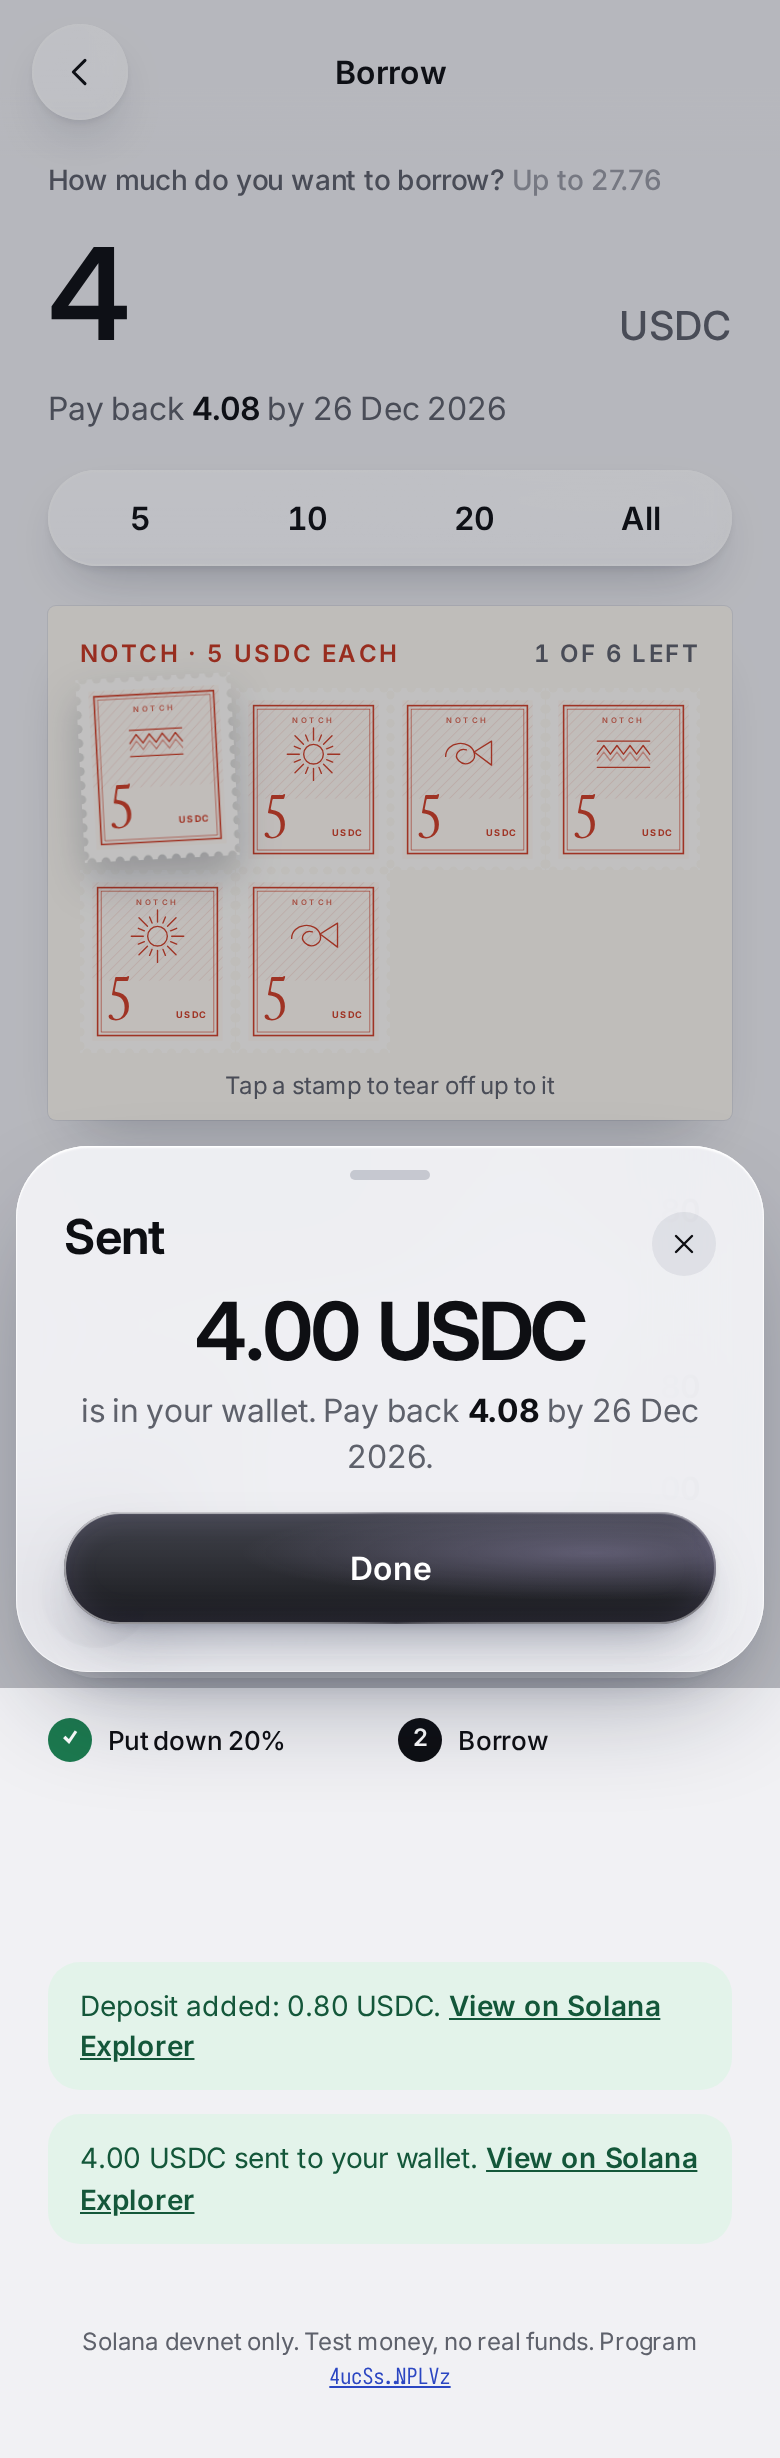 Borrow
How much do you want to borrow? Up to 27.76
4
USDC
Pay back 4.08 by 26 Dec 2026
5 10 20 All
NOTCH · 5 USDC EACH 1 OF 6 LEFT
NOTCH
5 USDC
NOTCH
5 USDC
NOTCH
5 USDC
NOTCH
5 USDC
NOTCH
5 USDC
NOTCH
5 USDC
Tap a stamp to tear off up to it
Sent
4.00 USDC
is in your wallet. Pay back 4.08 by 26 Dec
2026.
Done
Put down 20% 2 Borrow
Deposit added: 0.80 USDC. View on Solana
Explorer
4.00 USDC sent to your wallet. View on Solana
Explorer
Solana devnet only. Test money, no real funds. Program
4ucSs…NPLVz